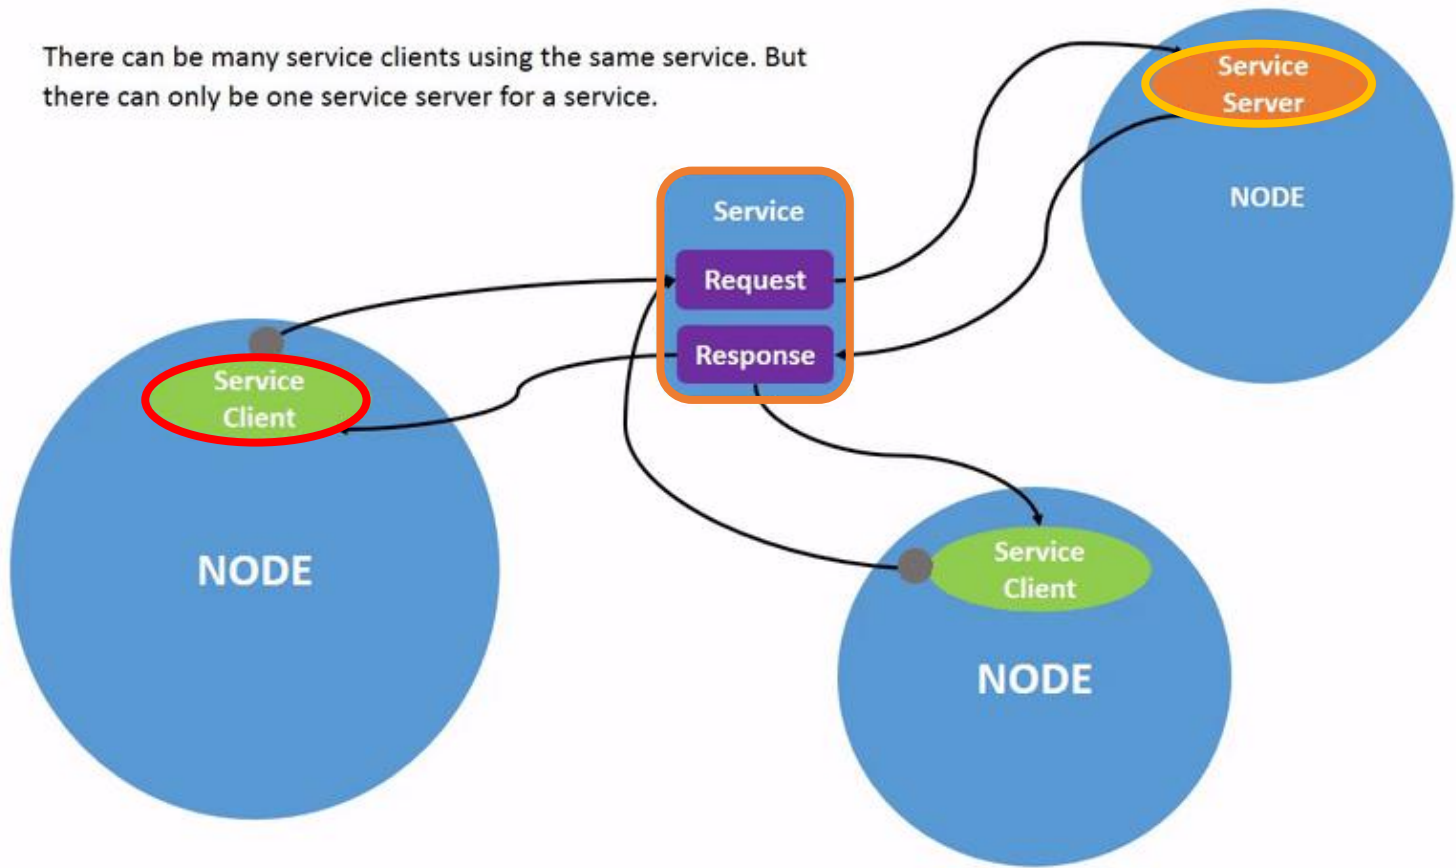 There can be many service clients using the same service. But
there can only be one service server for a service.
Service
Server
NODE
Service
Request
Response
Service
Client
NODE
Service
Client
NODE